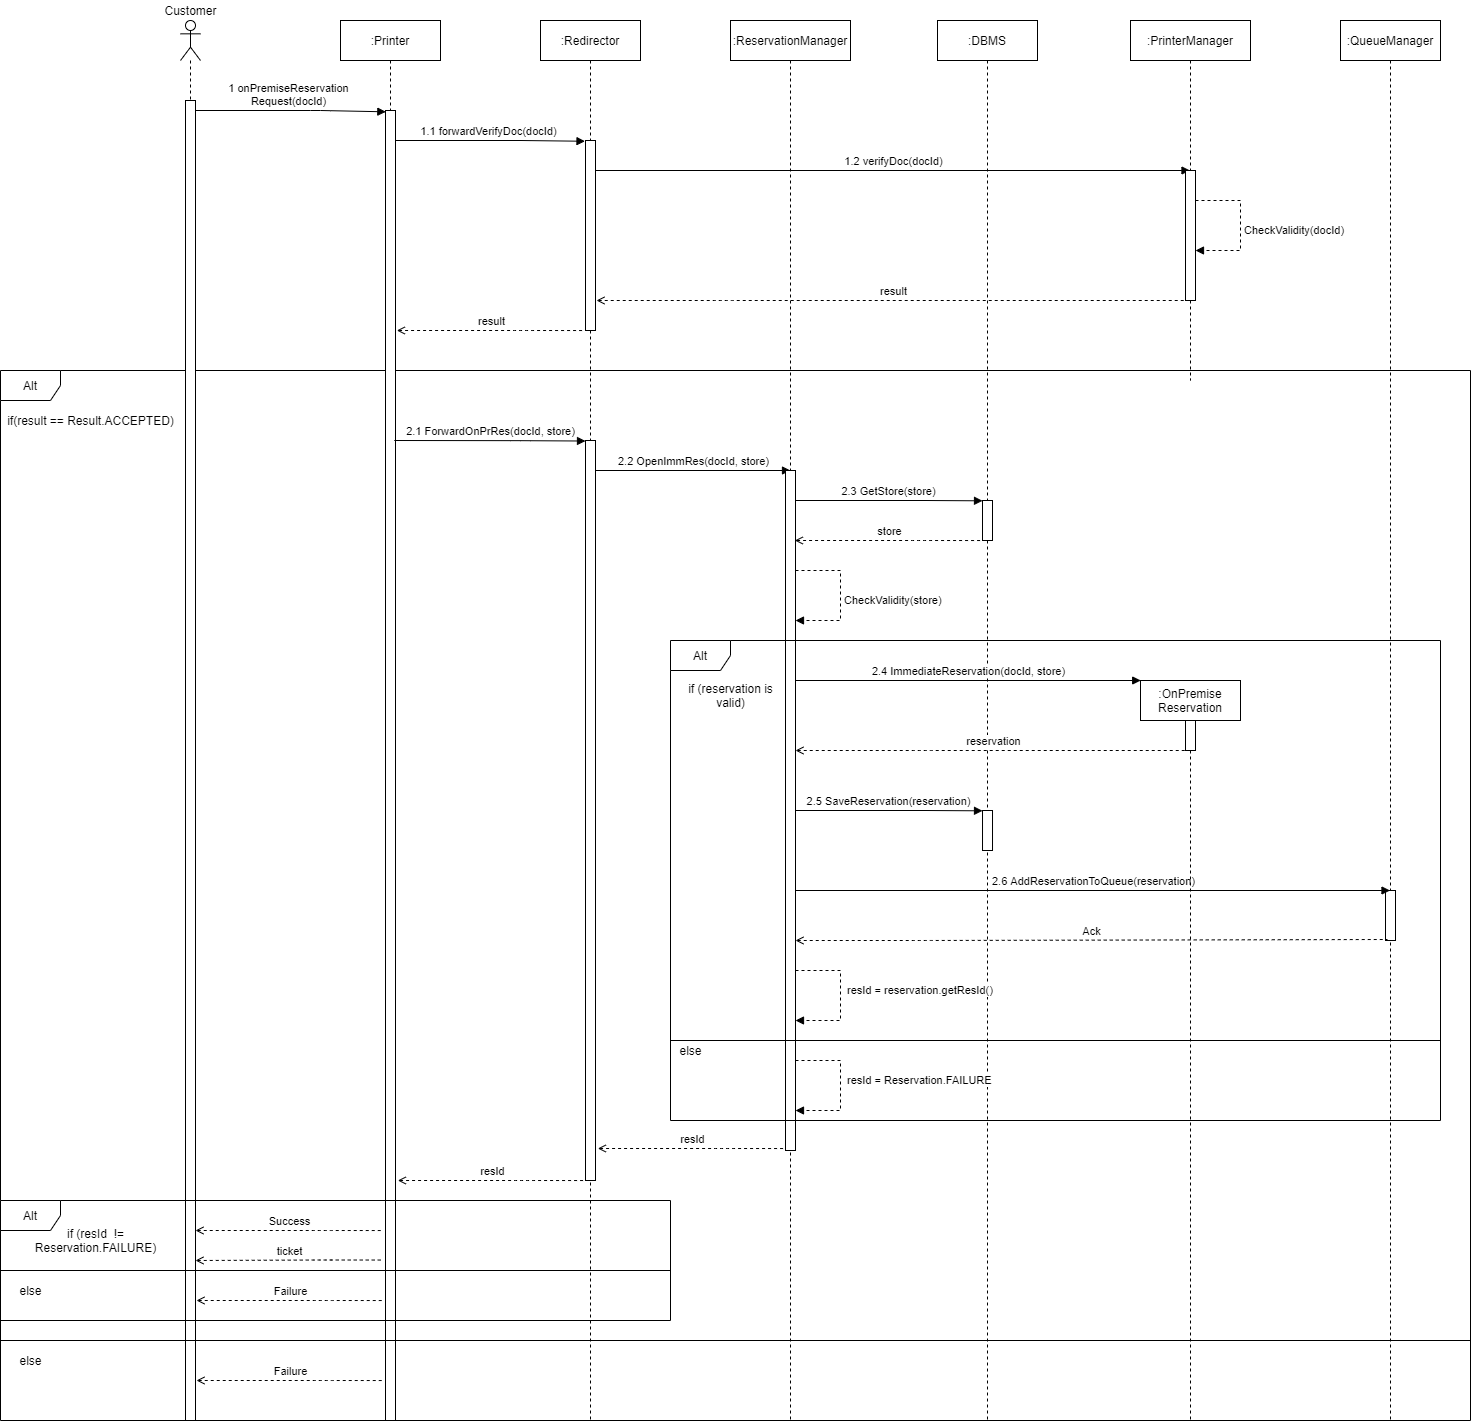 Customer
:Printer
:Redirector
:ReservationManager
:DBMS
:PrinterManager
:QueueManager
1 onPremiseReservation
Request(docId)
1.1 forwardVerifyDoc(docId)
1.2 verifyDoc(docId)
CheckValidity(docId)
result
result
Alt
if(result == Result.ACCEPTED)
2.1 ForwardOnPrRes(docId, store)
2.2 OpenImmRes(docId, store)
2.3 GetStore(store)
store
CheckValidity(store)
Alt
if (reservation is
valid)
2.4 ImmediateReservation(docId, store)
:OnPremise
Reservation
reservation
2.5 SaveReservation(reservation)
2.6 AddReservationToQueue(reservation)
Ack
resId = reservation.getResId()
else
resId = Reservation.FAILURE
resId
resId
Alt
if (resId != 
Reservation.FAILURE)
Success
ticket
else
Failure
else
Failure